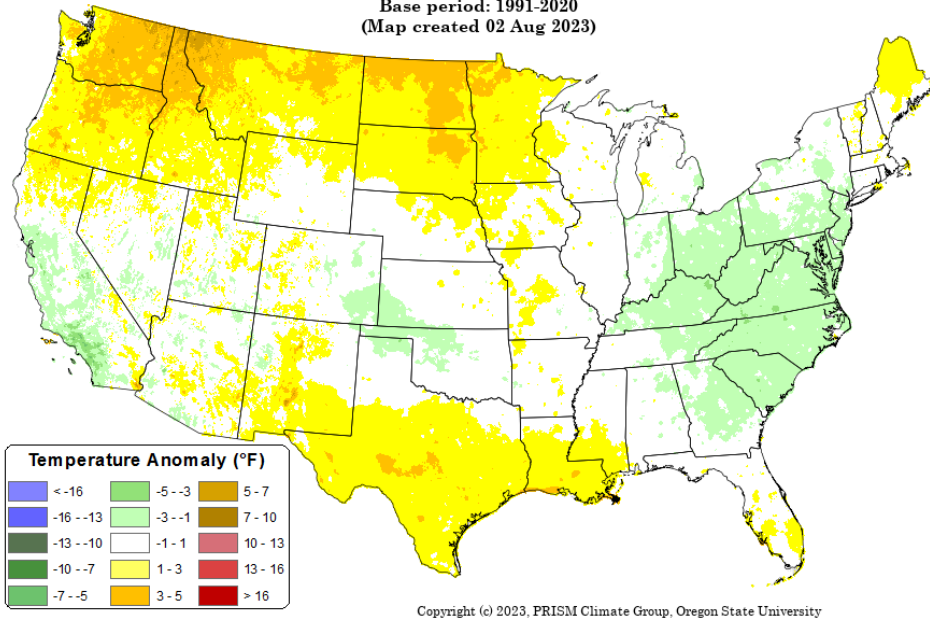 Base period: 1991-2020
(Map created 02 Aug 2023)
Temperature Anomaly (°F)
< -16
-5 - -3
5 - 7
-16 - -13
-3 - -1
7 - 10
-13 - -10
-1 - 1
10 - 13
-10 - -7
1 - 3
13 - 16
-7 - -5
3 - 5
> 16
Copyright (c) 2023, PRISM Climate Group, Oregon State University